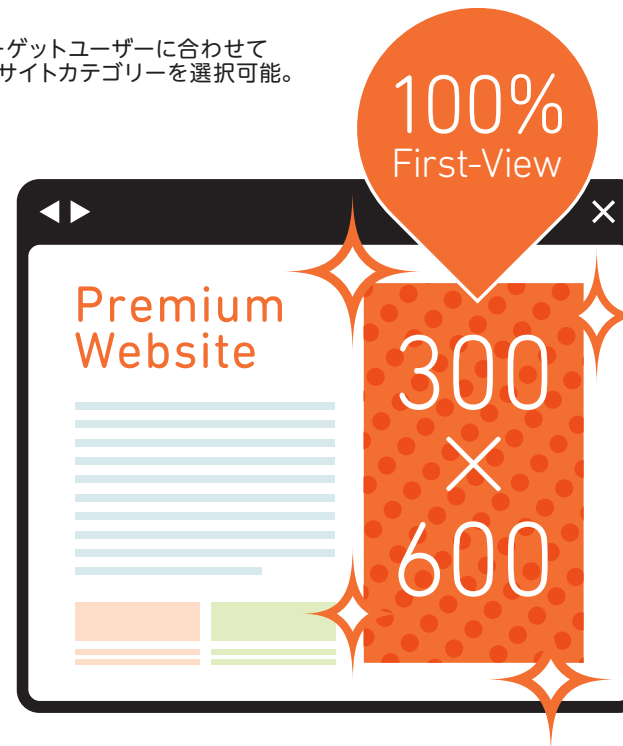 ーゲットユーザーに合わせて
サイトカテゴリーを選択可能。
100%
First-View
Premium
Website
300
×
600